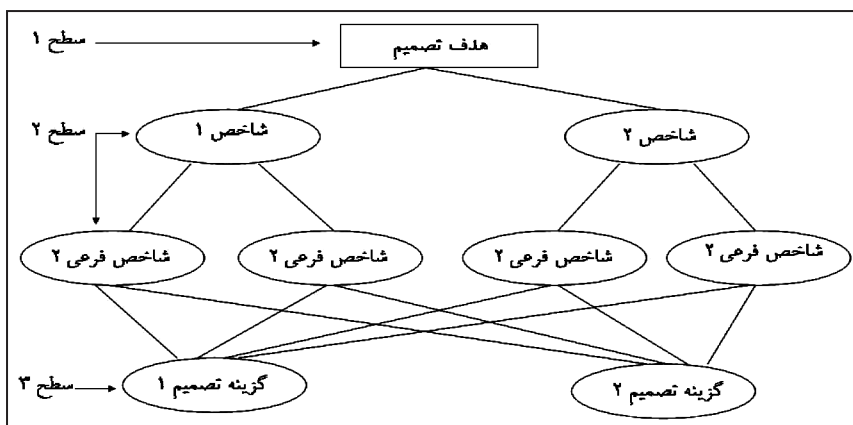 سطح ۱
هدف تصمیم
سطح ۲
شاخص ۱
شاخص ۲
شاخص فرعی ۲
شاخص فرعی ۲
شاخص فرعی ۲
شاخص فرعی ۲
سطح ۳
گزینه تصمیم ۱
گزینه تصمیم ۲